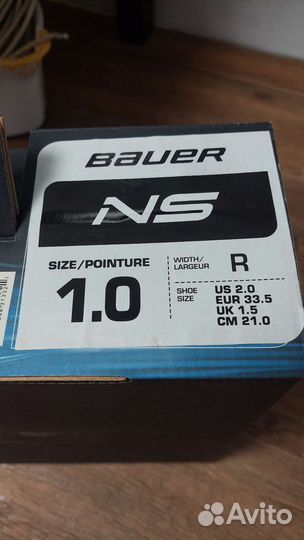 BAUER
NS
SIZE/POINTURE
1.0
WIDTH/
LARGEUR
R
SHOE
SIZE
US 2.0
EUR 33.5
UK 1.5
CM 21.0
Avito